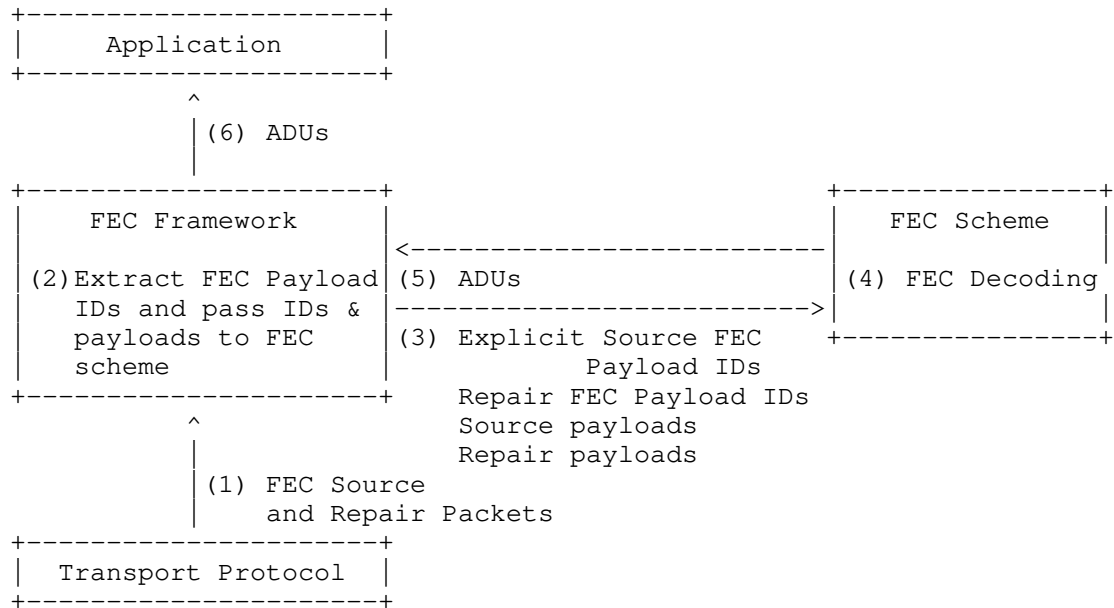 Application
(6) ADUs
FEC Framework
FEC Scheme
(2)Extract FEC Payload
(5) ADUs
(4) FEC Decoding
IDs and pass IDs &
payloads to FEC
(3) Explicit Source FEC
scheme
Payload IDs
Repair FEC Payload IDs
Source payloads
Repair payloads
(1) FEC Source
and Repair Packets
Transport Protocol